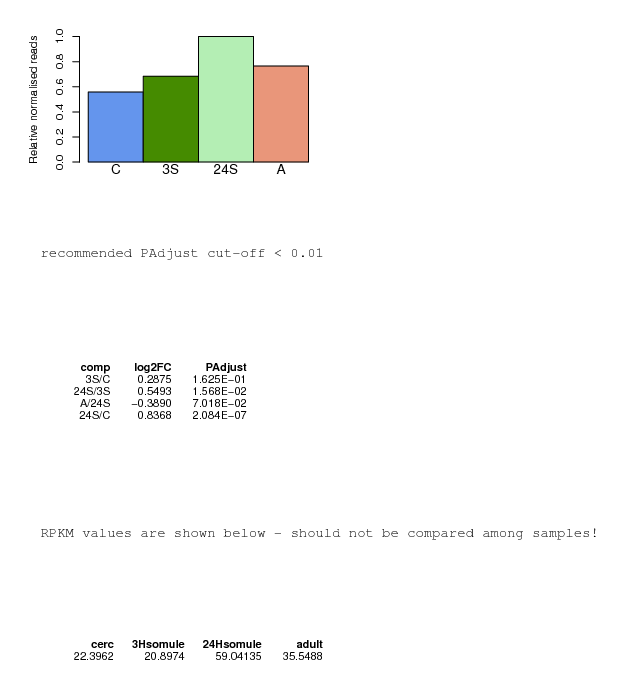 Relative normalised reads
1.0
0.8
0.6
0.4
0.2
0.0
C 3S 24S A
recommended PAdjust cut-off < 0.01
comp log2FC PAdjust
3S/C 0.2875 1.625E-01
24S/3S 0.5493 1.568E-02
A/24S -0.3890 7.018E-02
24S/C 0.8368 2.084E-07
RPKM values are shown below - should not be compared among samples!
cerc 3Hsomule 24Hsomule adult
22.3962 20.8974 59.04135 35.5488